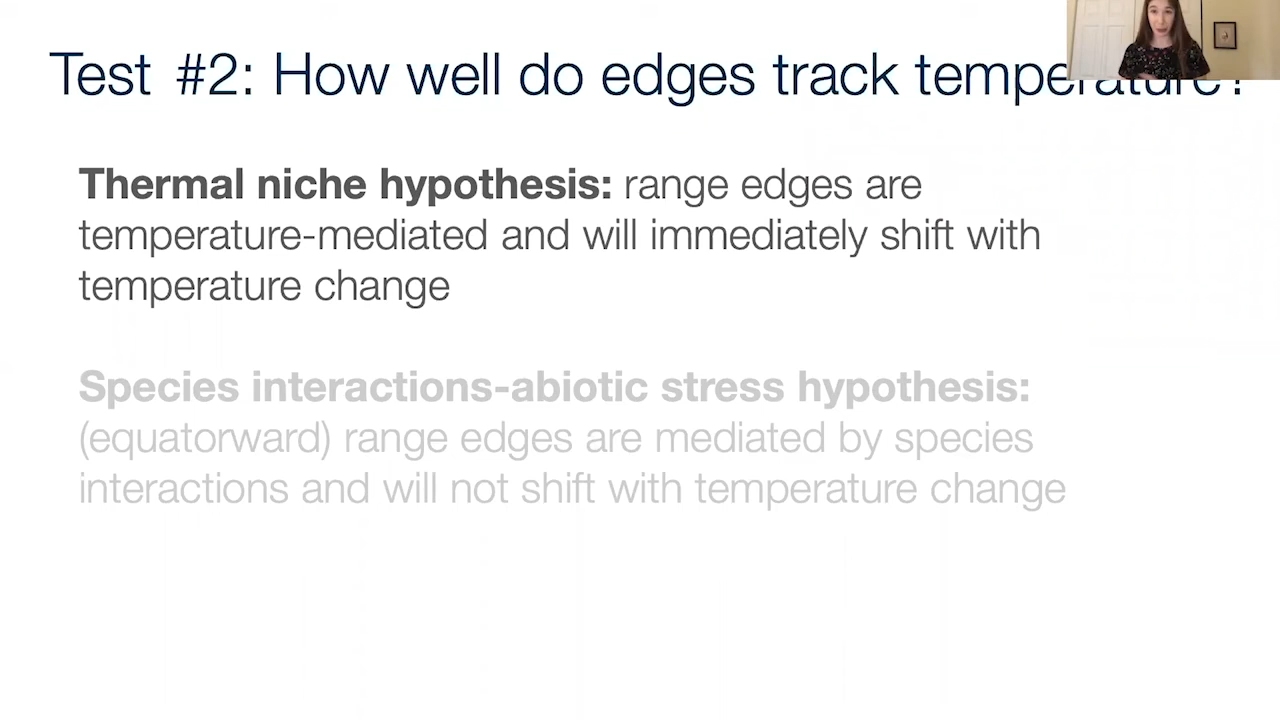 Test #2: How well do edges track temperature?
Thermal niche hypothesis: range edges are
temperature-mediated and will immediately shift with
temperature change
Species interactions-abiotic stress hypothesis:
(equatorward) range edges are mediated by species
interactions and will not shift with temperature change